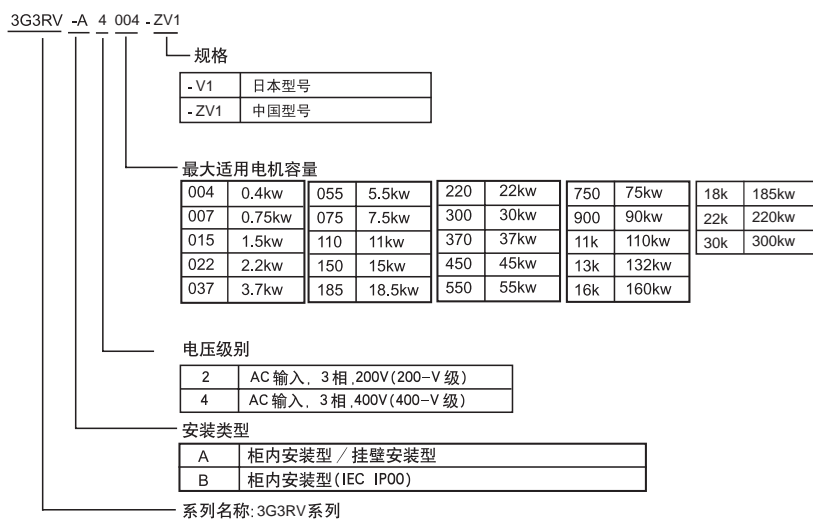 3G3RV -A 4 004 - ZV1
规格
- V1 日本型号
- ZV1 中国型号
最大适用电机容量
004 0.4kw 055 5.5kw 220 22kw 750 75kw 18k 185kw
007 0.75kw 075 7.5kw 300 30kw 900 90kw 22k 220kw
015 1.5kw 110 11kw 370 37kw 11k 110kw 30k 300kw
022 2.2kw 150 15kw 450 45kw 13k 132kw
037 3.7kw 185 18.5kw 550 55kw 16k 160kw
电压级别
2 AC输入, 3相,200V(200-V级)
4 AC输入, 3相,400V(400-V级)
安装类型
A 柜内安装型/挂壁安装型
B 柜内安装型(IEC IP00)
系列名称:3G3RV系列